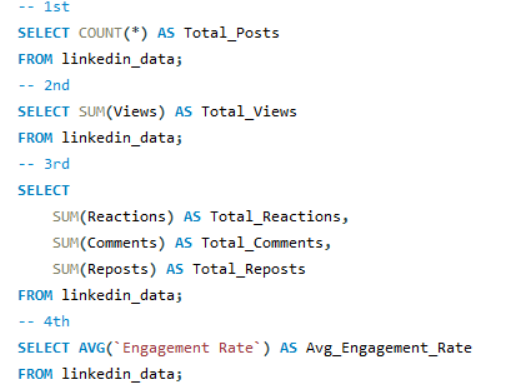 -- 1st
SELECT COUNT(*) AS Total_Posts
FROM linkedin_data;
-- 2nd
SELECT SUM(Views) AS Total_Views
FROM linkedin_data;
-- 3rd
SELECT
    SUM(Reactions) AS Total_Reactions,
    SUM(Comments) AS Total_Comments,
    SUM(Reposts) AS Total_Reposts
FROM linkedin_data;
-- 4th
SELECT AVG(`Engagement Rate`) AS Avg_Engagement_Rate
FROM linkedin_data;